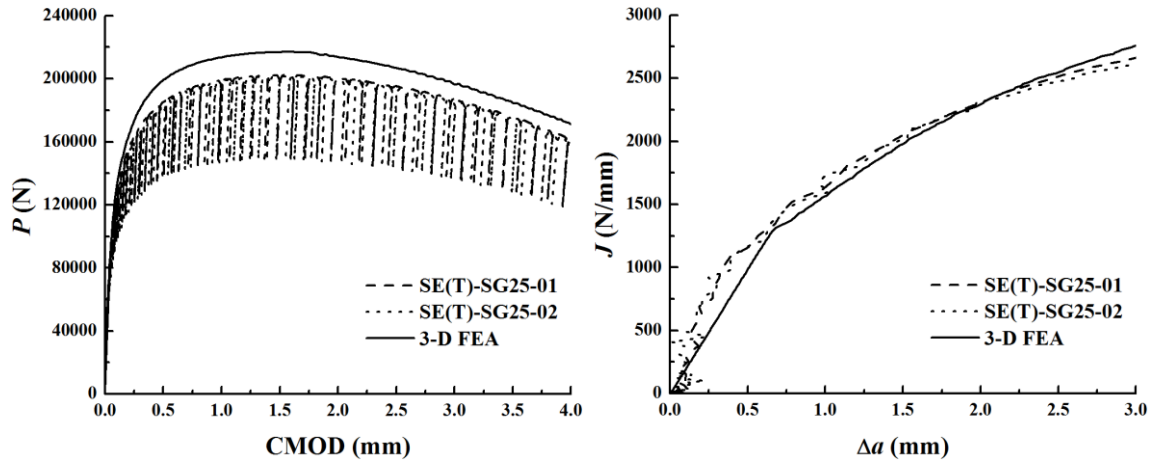 240000
200000
160000
120000
80000
40000
0
P (N)
0.0 0.5 1.0 1.5 2.0 2.5 3.0 3.5 4.0
CMOD (mm)
SE(T)-SG25-01
SE(T)-SG25-02
3-D FEA
3000
2500
2000
1500
1000
500
0
J (N/mm)
0.0 0.5 1.0 1.5 2.0 2.5 3.0
Δa (mm)
SE(T)-SG25-01
SE(T)-SG25-02
3-D FEA